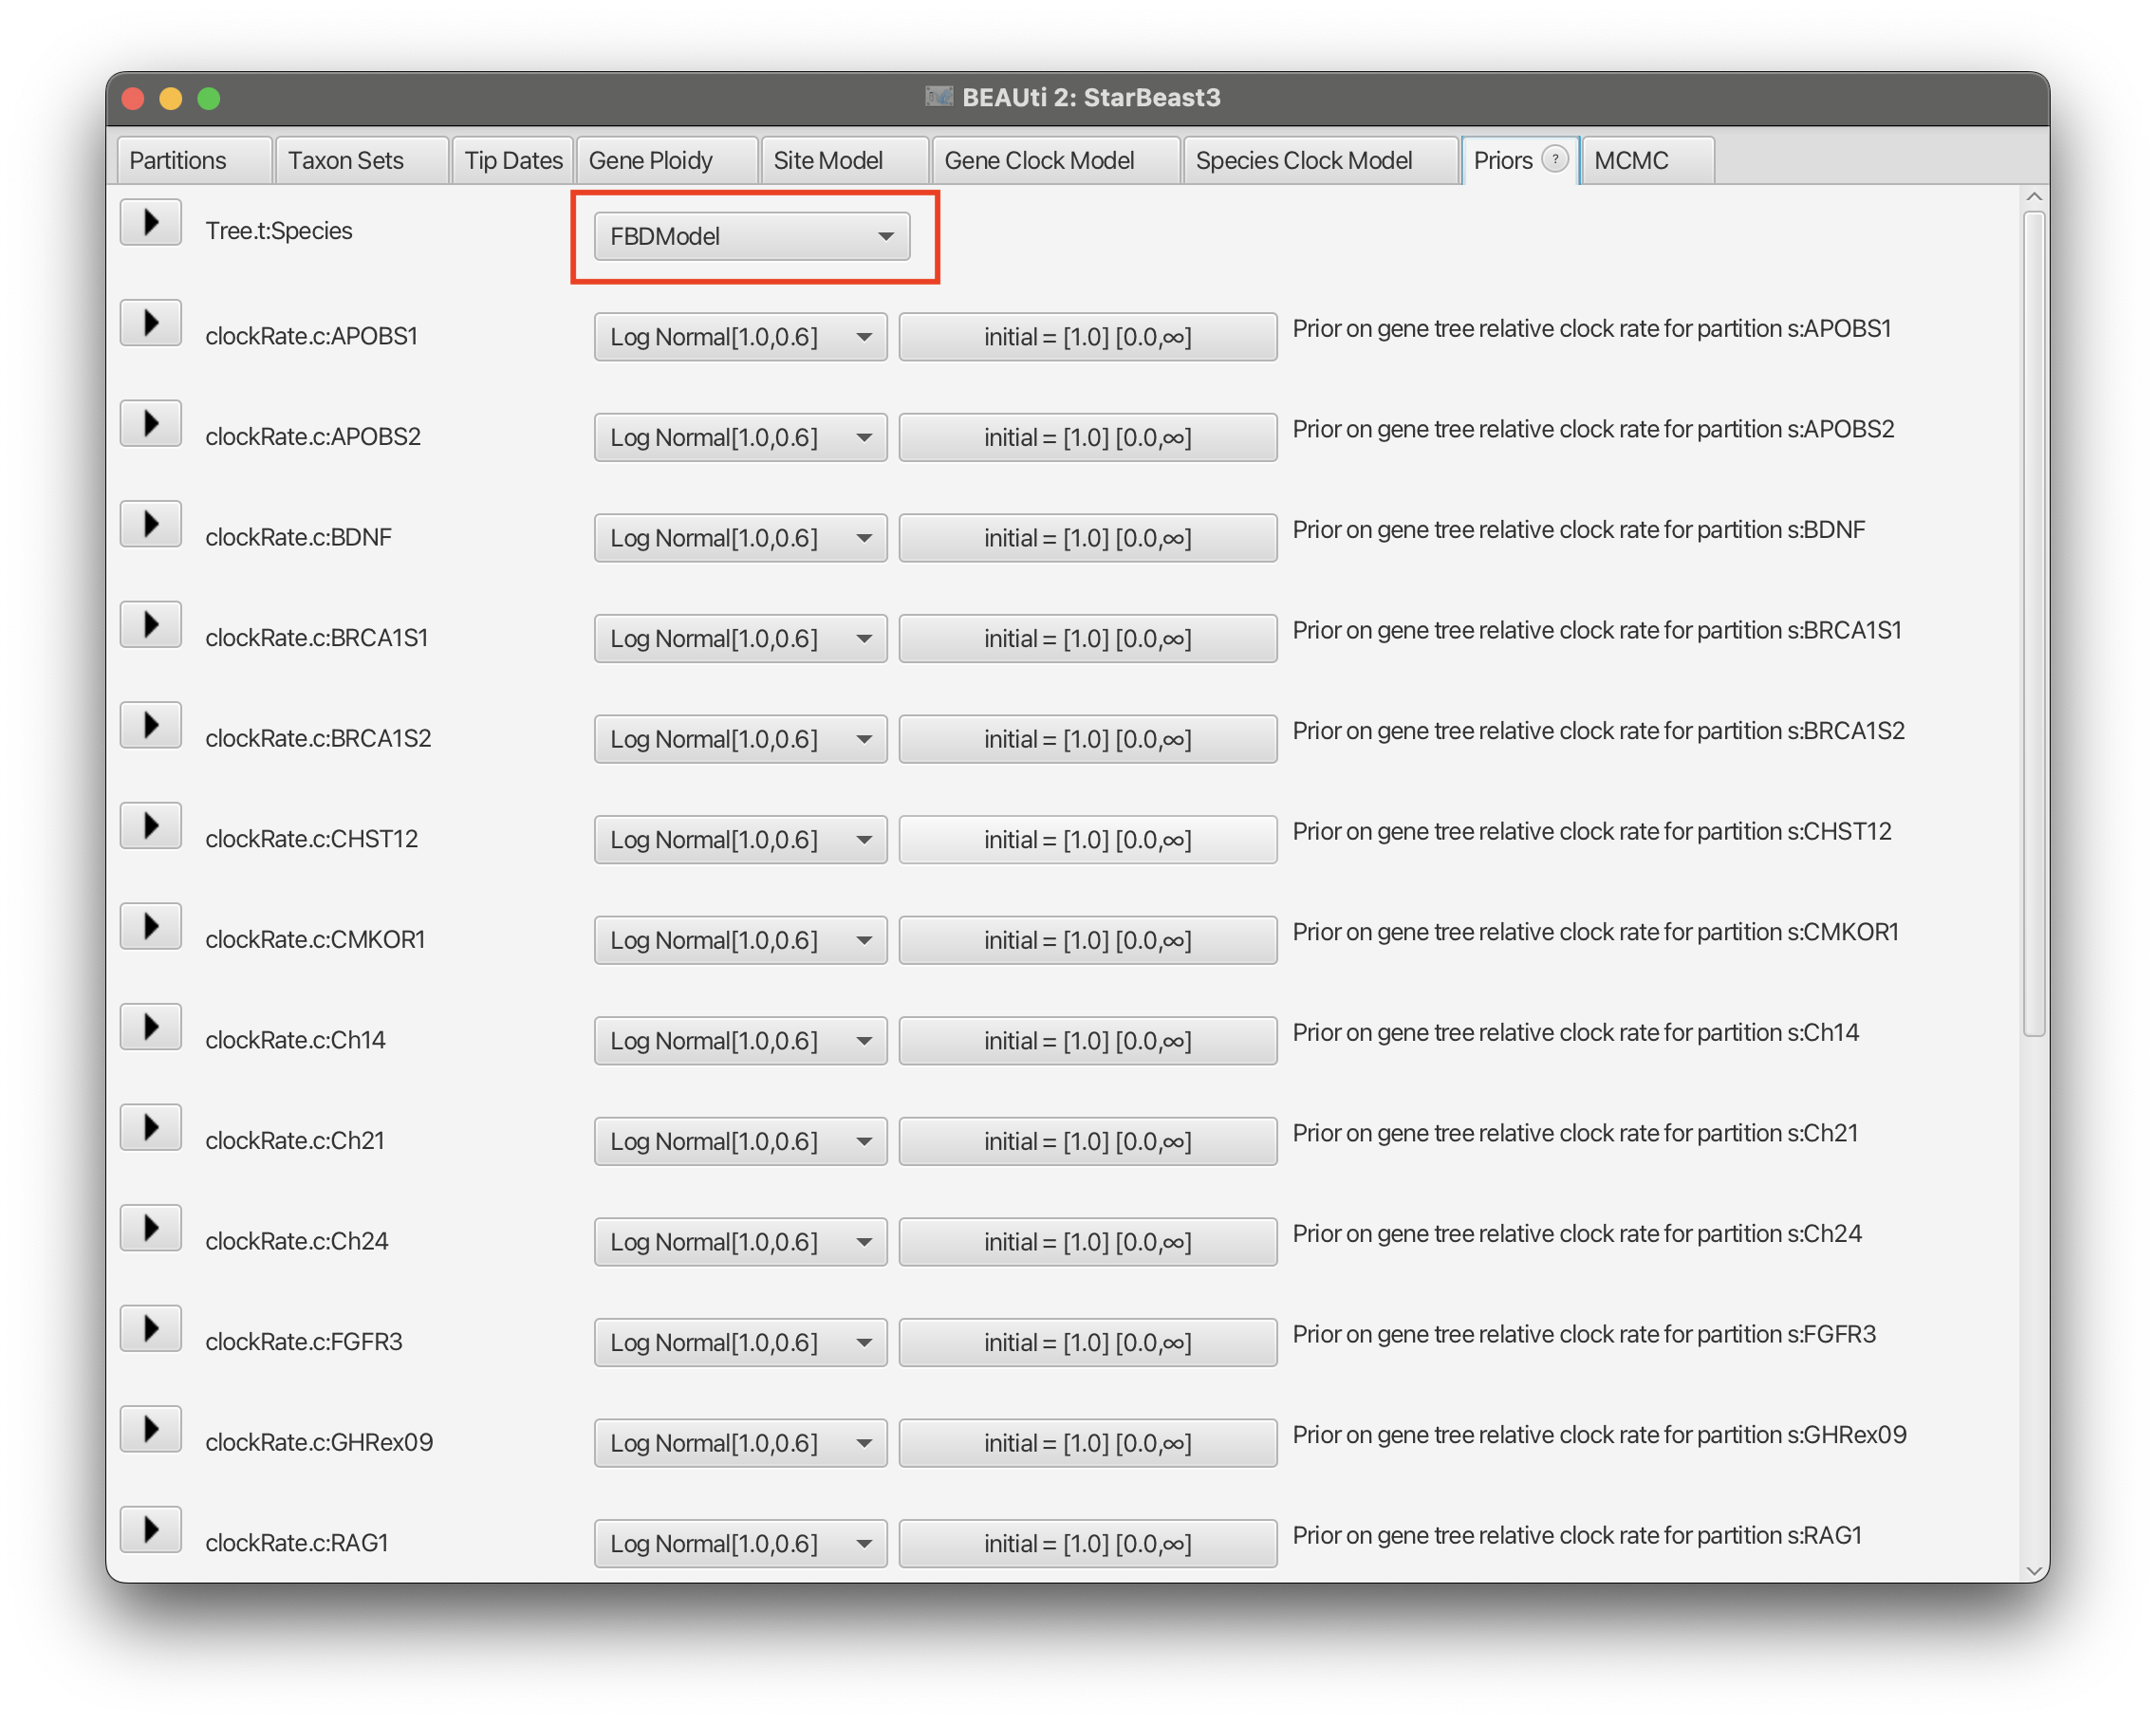 BEAUti 2: StarBeast3
Partitions Taxon Sets Tip Dates Gene Ploidy Site Model Gene Clock Model Species Clock Model Priors ? MCMC
Tree.t:Species FBDModel
clockRate.c:APOBS1 Log Normal[1.0,0.6] initial = [1.0] [0.0,∞] Prior on gene tree relative clock rate for partition s:APOBS1
clockRate.c:APOBS2 Log Normal[1.0,0.6] initial = [1.0] [0.0,∞] Prior on gene tree relative clock rate for partition s:APOBS2
clockRate.c:BDNF Log Normal[1.0,0.6] initial = [1.0] [0.0,∞] Prior on gene tree relative clock rate for partition s:BDNF
clockRate.c:BRCA1S1 Log Normal[1.0,0.6] initial = [1.0] [0.0,∞] Prior on gene tree relative clock rate for partition s:BRCA1S1
clockRate.c:BRCA1S2 Log Normal[1.0,0.6] initial = [1.0] [0.0,∞] Prior on gene tree relative clock rate for partition s:BRCA1S2
clockRate.c:CHST12 Log Normal[1.0,0.6] initial = [1.0] [0.0,∞] Prior on gene tree relative clock rate for partition s:CHST12
clockRate.c:CMKOR1 Log Normal[1.0,0.6] initial = [1.0] [0.0,∞] Prior on gene tree relative clock rate for partition s:CMKOR1
clockRate.c:Ch14 Log Normal[1.0,0.6] initial = [1.0] [0.0,∞] Prior on gene tree relative clock rate for partition s:Ch14
clockRate.c:Ch21 Log Normal[1.0,0.6] initial = [1.0] [0.0,∞] Prior on gene tree relative clock rate for partition s:Ch21
clockRate.c:Ch24 Log Normal[1.0,0.6] initial = [1.0] [0.0,∞] Prior on gene tree relative clock rate for partition s:Ch24
clockRate.c:FGFR3 Log Normal[1.0,0.6] initial = [1.0] [0.0,∞] Prior on gene tree relative clock rate for partition s:FGFR3
clockRate.c:GHRex09 Log Normal[1.0,0.6] initial = [1.0] [0.0,∞] Prior on gene tree relative clock rate for partition s:GHRex09
clockRate.c:RAG1 Log Normal[1.0,0.6] initial = [1.0] [0.0,∞] Prior on gene tree relative clock rate for partition s:RAG1